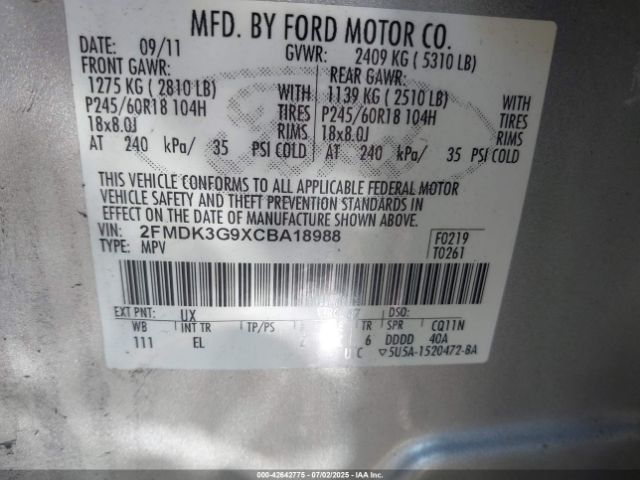 MFD. BY FORD MOTOR CO.
DATE: 09/11 GVWR: 2409 KG ( 5310 LB)
FRONT GAWR: REAR GAWR:
1275 KG ( 2810 LB) WITH 1139 KG ( 2510 LB) WITH
P245/60R18 104H TIRES P245/60R18 104H TIRES
18x8.0J RIMS 18x8.0J RIMS
AT 240 kPa/ 35 PSI COLD AT 240 kPa/ 35 PSI COLD
THIS VEHICLE CONFORMS TO ALL APPLICABLE FEDERAL MOTOR
VEHICLE SAFETY AND THEFT PREVENTION STANDARDS IN
EFFECT ON THE DATE OF MANUFACTURE SHOWN ABOVE.
VIN: 2FMDK3G9XCBA18988 F0219
TYPE: MPV T0261
EXT PNT: UX DSO:
WB INT TR TP/PS TR SPR CQ11N
111 EL 6 DDDD 40A
U C ▽5U5A-1520472-BA
000-42642775 - 07/02/2025 - IAA, Inc.